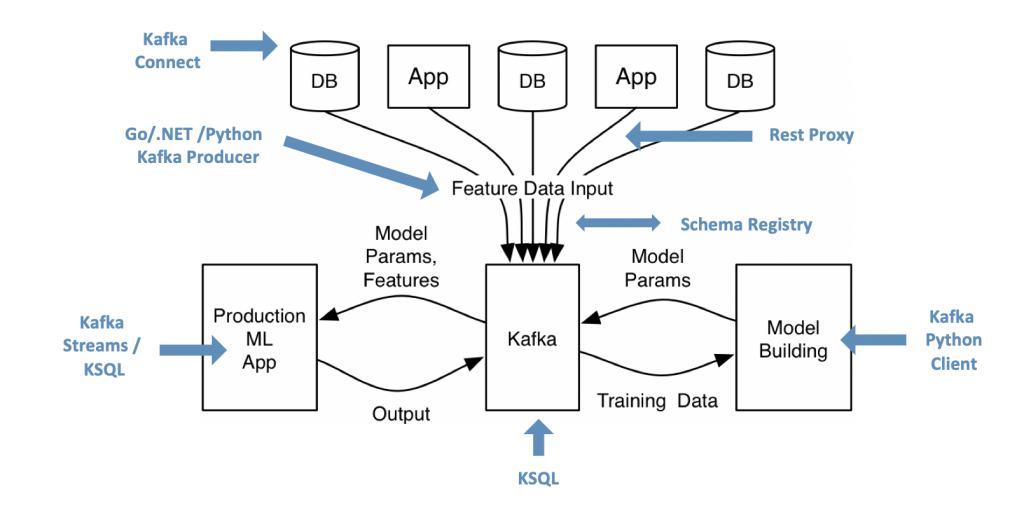 Kafka
Connect
DB
App
DB
App
DB
Go/.NET /Python
Kafka Producer
Rest Proxy
Feature Data Input
Schema Registry
Model
Params,
Features
Model
Params
Kafka
Streams /
KSQL
Production
ML
App
Kafka
Model
Building
Kafka
Python
Client
Output
Training Data
KSQL